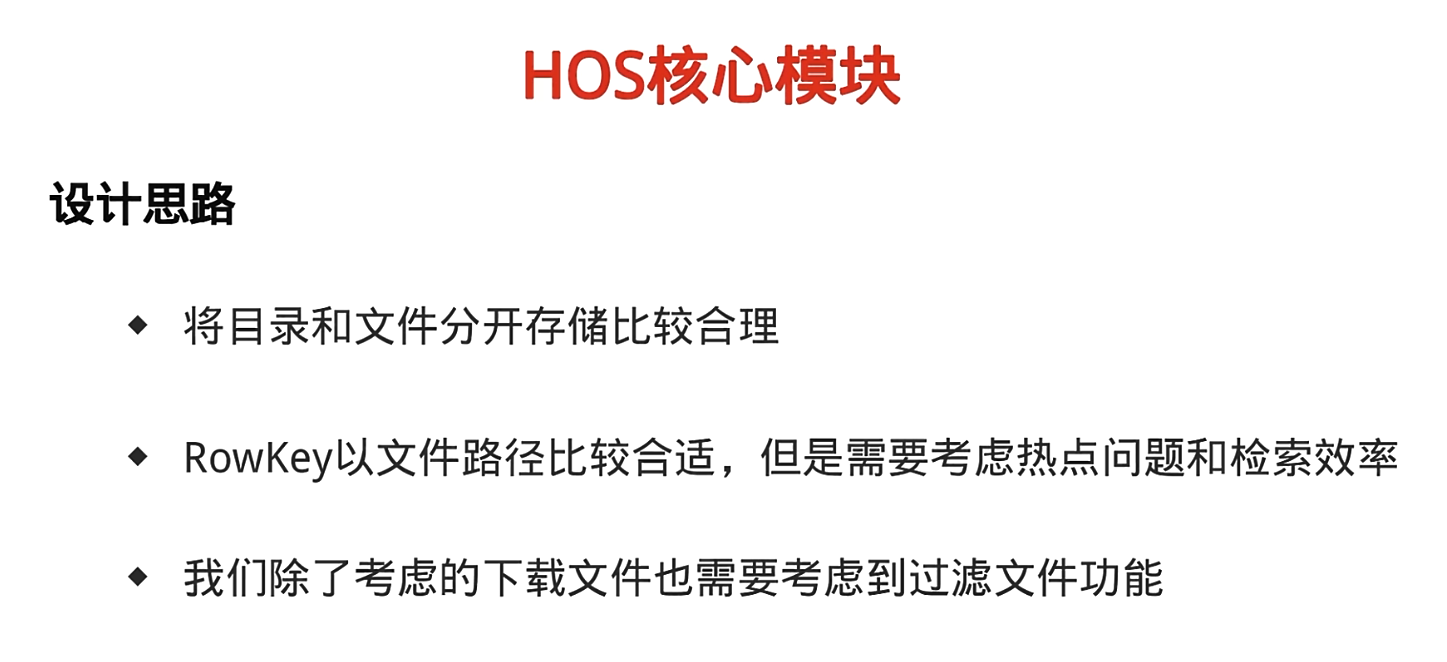 HOS核心模块
设计思路
◆ 将目录和文件分开存储比较合理
◆ RowKey以文件路径比较合适，但是需要考虑热点问题和检索效率
◆ 我们除了考虑的下载文件也需要考虑到过滤文件功能